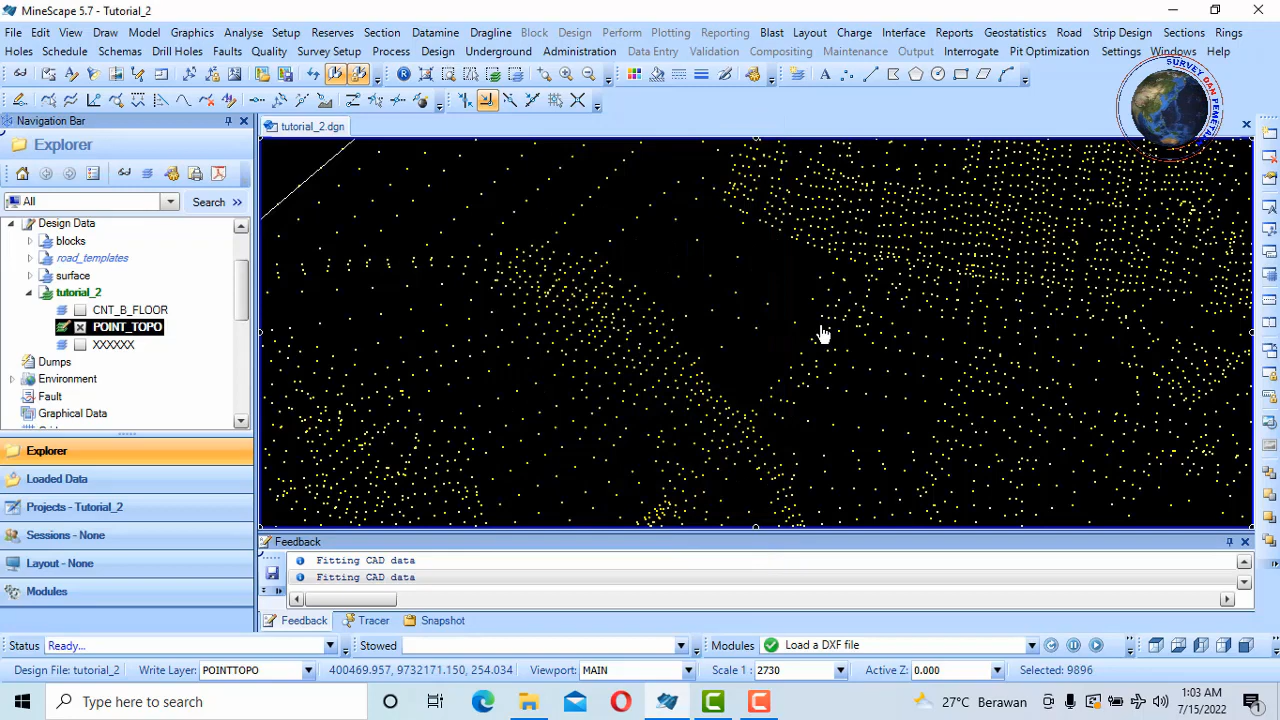 MineScape 5.7 - Tutorial_2
File Edit View Draw Model Analyse Setup Reserves Section Datamine Dragline Block Design Perform Plotting Reporting Blast Layout Charge Interface Reports Geostatistics Road Strip Design Sections Rings
Holes Schedule Schemas Drill Holes Faults Quality Survey Setup Process Design Underground Administration Data Entry Validation Compositing Maintenance Output Interrogate Pit Optimization Settings Windows Help
SURVEY DAN PEMETAAN
Navigation Bar
tutorial_2.dgn
Explorer
All
Search
Design Data
blocks
road_templates
surface
tutorial_2
CNT_B_FLOOR
POINT_TOPO
XXXXXX
Dumps
Environment
Fault
Graphical Data
Explorer
Loaded Data
Projects - Tutorial_2
Sessions - None
Layout - None
Modules
Feedback
Fitting CAD data
Fitting CAD data
Feedback Tracer Snapshot
Status Ready... Stowed Modules Load a DXF file
Design File: tutorial_2 Write Layer: POINTTOPO 400469.957, 9732171.150, 254.034 Viewport: MAIN Scale 1 : 2730 Active Z: 0.000 Selected: 9896
Type here to search
27°C Berawan
1:03 AM
7/15/2022
1